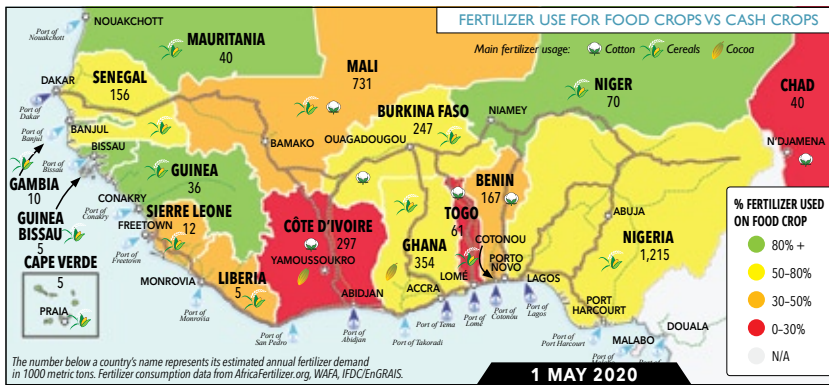 FERTILIZER USE FOR FOOD CROPS VS CASH CROPS
Main fertilizer usage: Cotton Cereals Cocoa
NOUAKCHOTT
Port of
Nouakchott
MAURITANIA
40
MALI
731
NIGER
70
CHAD
40
SENEGAL
156
DAKAR
Port of
Dakar
BURKINA FASO
247
NIAMEY
OUAGADOUGOU
BAMAKO
N'DJAMENA
BANJUL
Port of
Banjul
BISSAU
Port of
Bissau
GAMBIA
10
GUINEA
36
GUINEA
BISSAU
5
CONAKRY
Port of
Conakry
FREETOWN
Port of
Freetown
SIERRE LEONE
12
CAPE VERDE
5
PRAIA
MONROVIA
Port of
Monrovia
LIBERIA
5
CÔTE D'IVOIRE
297
YAMOUSSOUKRO
ABIDJAN
Port of
San Pedro
Port of
Abidjan
GHANA
354
ACCRA
Port of Takoradi
Port of Tema
TOGO
61
LOMÉ
Port of
Lomé
BENIN
167
COTONOU
PORTO
NOVO
Port of
Cotonou
LAGOS
Port of
Lagos
ABUJA
NIGERIA
1,215
PORT
HARCOURT
Port of
Port Harcourt
MALABO
DOUALA
% FERTILIZER USED
ON FOOD CROP
80% +
50–80%
30–50%
0–30%
N/A
The number below a country's name represents its estimated annual fertilizer demand
in 1000 metric tons. Fertilizer consumption data from AfricaFertilizer.org, WAFA, IFDC/EnGRAIS.
1 MAY 2020